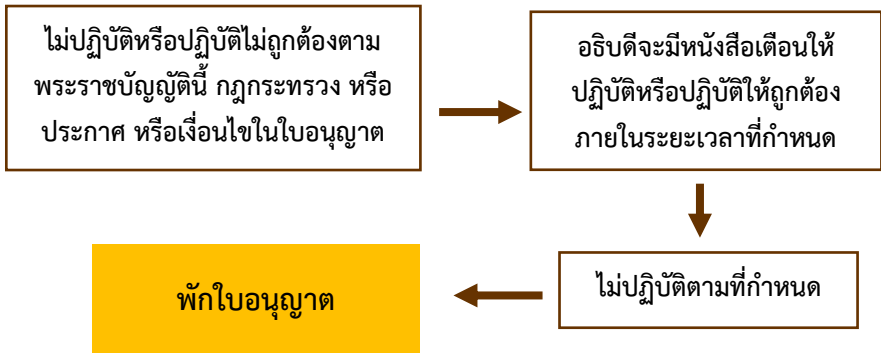 ไม่ปฏิบัติหรือปฏิบัติไม่ถูกต้องตาม
พระราชบัญญัตินี้ กฎกระทรวง หรือ
ประกาศ หรือเงื่อนไขในใบอนุญาต
อธิบดีจะมีหนังสือเตือนให้
ปฏิบัติหรือปฏิบัติให้ถูกต้อง
ภายในระยะเวลาที่กำหนด
ไม่ปฏิบัติตามที่กำหนด
พักใบอนุญาต